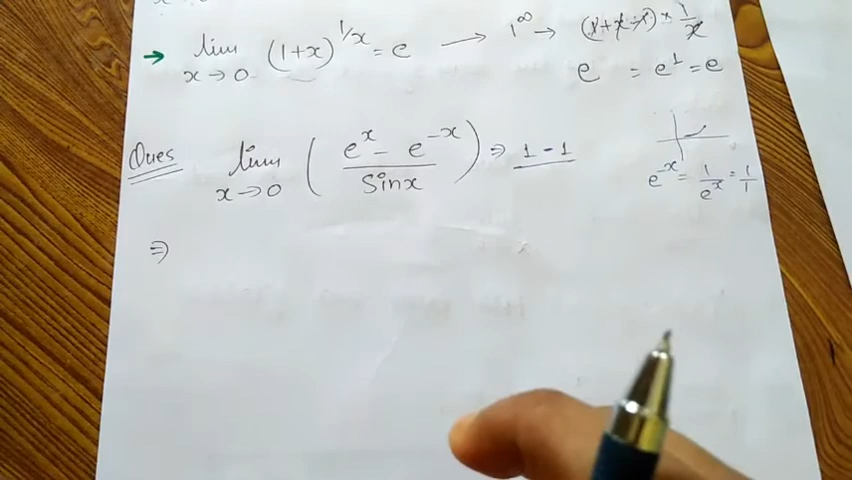 → lim x→0 (1+x)^1/x = e → 1^∞ → (1+x-1) × 1/x
e = e^1 = e
Ques lim x→0 ( (e^x - e^-x) / Sinx ) ⇒ 1 - 1
e^-x = 1/e^x = 1/1
⇒